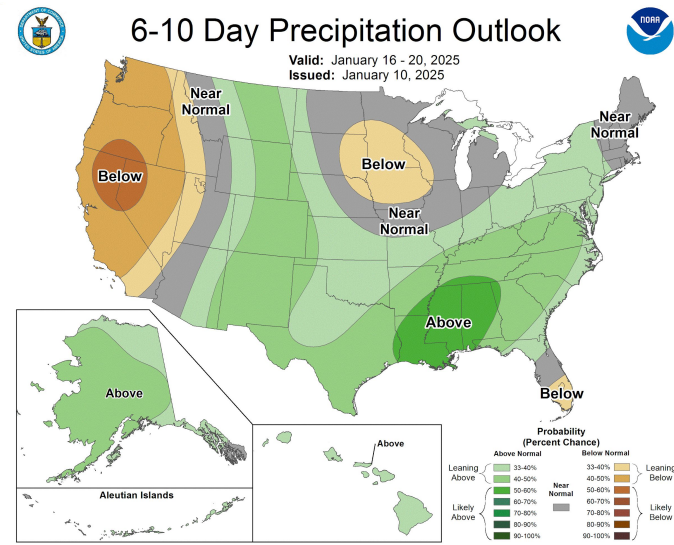 6-10 Day Precipitation Outlook
NOAA
Valid: January 16 - 20, 2025
Issued: January 10, 2025
Near
Normal
Near
Normal
Below
Below
Near
Normal
Above
Below
Above
Aleutian Islands
Above
Probability
(Percent Chance)
Above Normal
Below Normal
Leaning
Above
33-40%
40-50%
Likely
Above
50-60%
60-70%
70-80%
80-90%
90-100%
Near
Normal
33-40%
40-50%
Leaning
Below
50-60%
60-70%
70-80%
80-90%
90-100%
Likely
Below